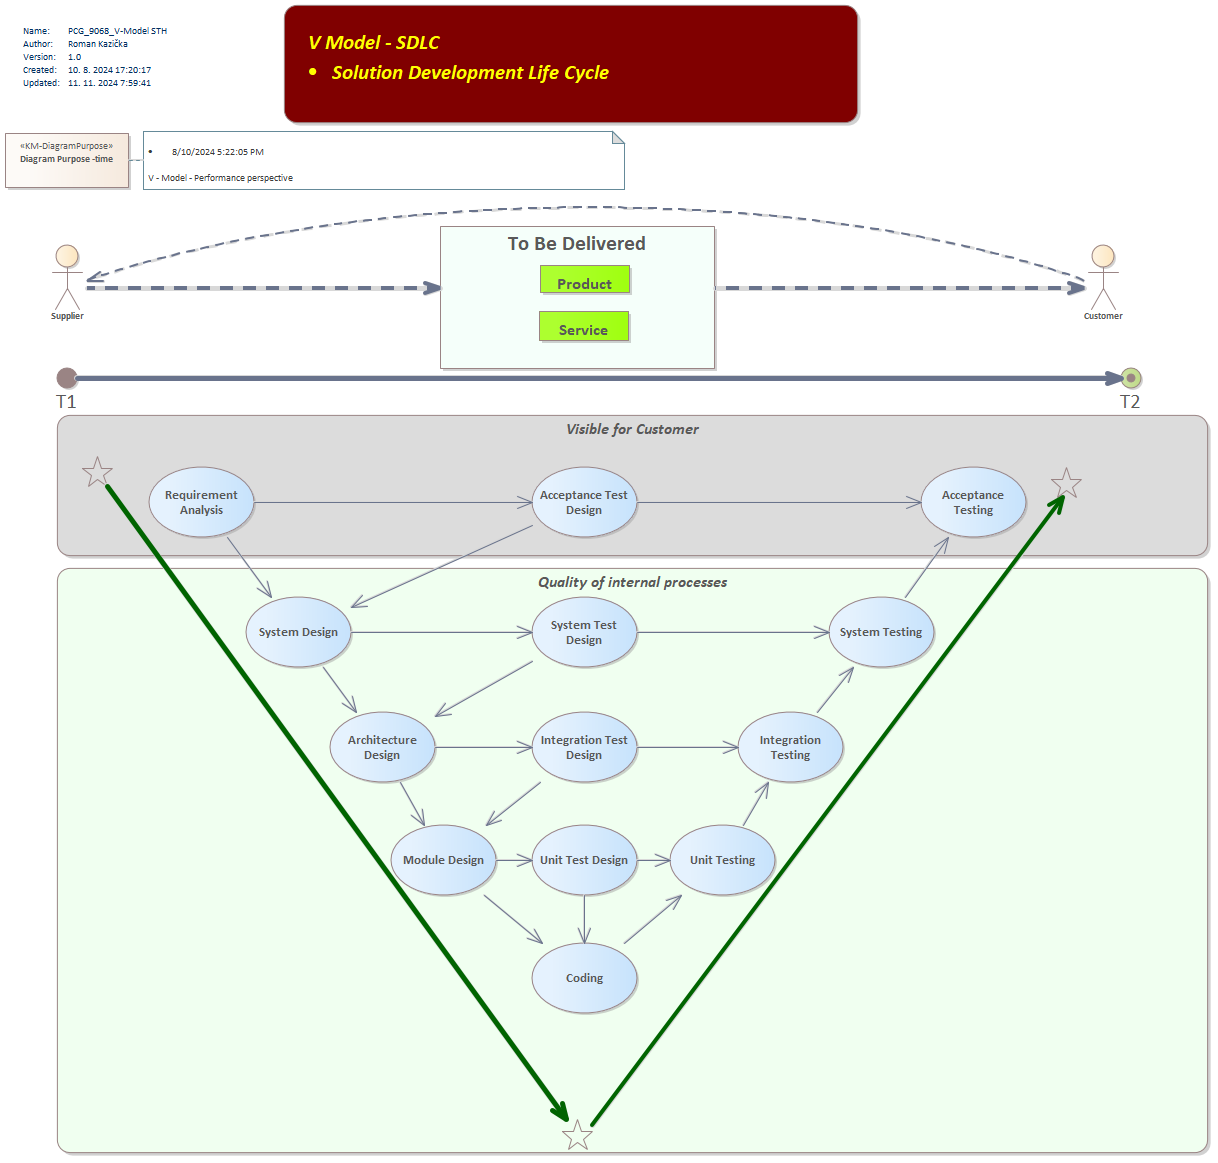 Name: PCG_9068_V-Model STH
Author: Roman Kazička
Version: 1.0
Created: 10. 8. 2024 17:20:17
Updated: 11. 11. 2024 7:59:41
V Model - SDLC
• Solution Development Life Cycle
«KM-DiagramPurpose»
Diagram Purpose -time
• 8/10/2024 5:22:05 PM
V - Model - Performance perspective
To Be Delivered
Product
Service
Supplier
Customer
T1
T2
Visible for Customer
Requirement
Analysis
Acceptance Test
Design
Acceptance
Testing
Quality of internal processes
System Design
System Test
Design
System Testing
Architecture
Design
Integration Test
Design
Integration
Testing
Module Design
Unit Test Design
Unit Testing
Coding